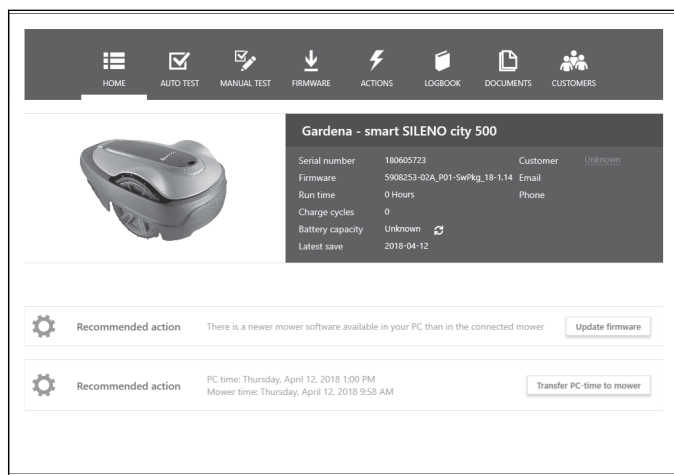 HOME AUTO TEST MANUAL TEST FIRMWARE ACTIONS LOGBOOK DOCUMENTS CUSTOMERS
Gardena - smart SILENO city 500
Serial number 180605723 Customer Unknown
Firmware 5908253-02A_P01-SwPkg_18-1.14 Email
Run time 0 Hours Phone
Charge cycles 0
Battery capacity Unknown
Latest save 2018-04-12
Recommended action There is a newer mower software available in your PC than in the connected mower Update firmware
Recommended action PC time: Thursday, April 12, 2018 1:00 PM
Mower time: Thursday, April 12, 2018 9:58 AM Transfer PC-time to mower